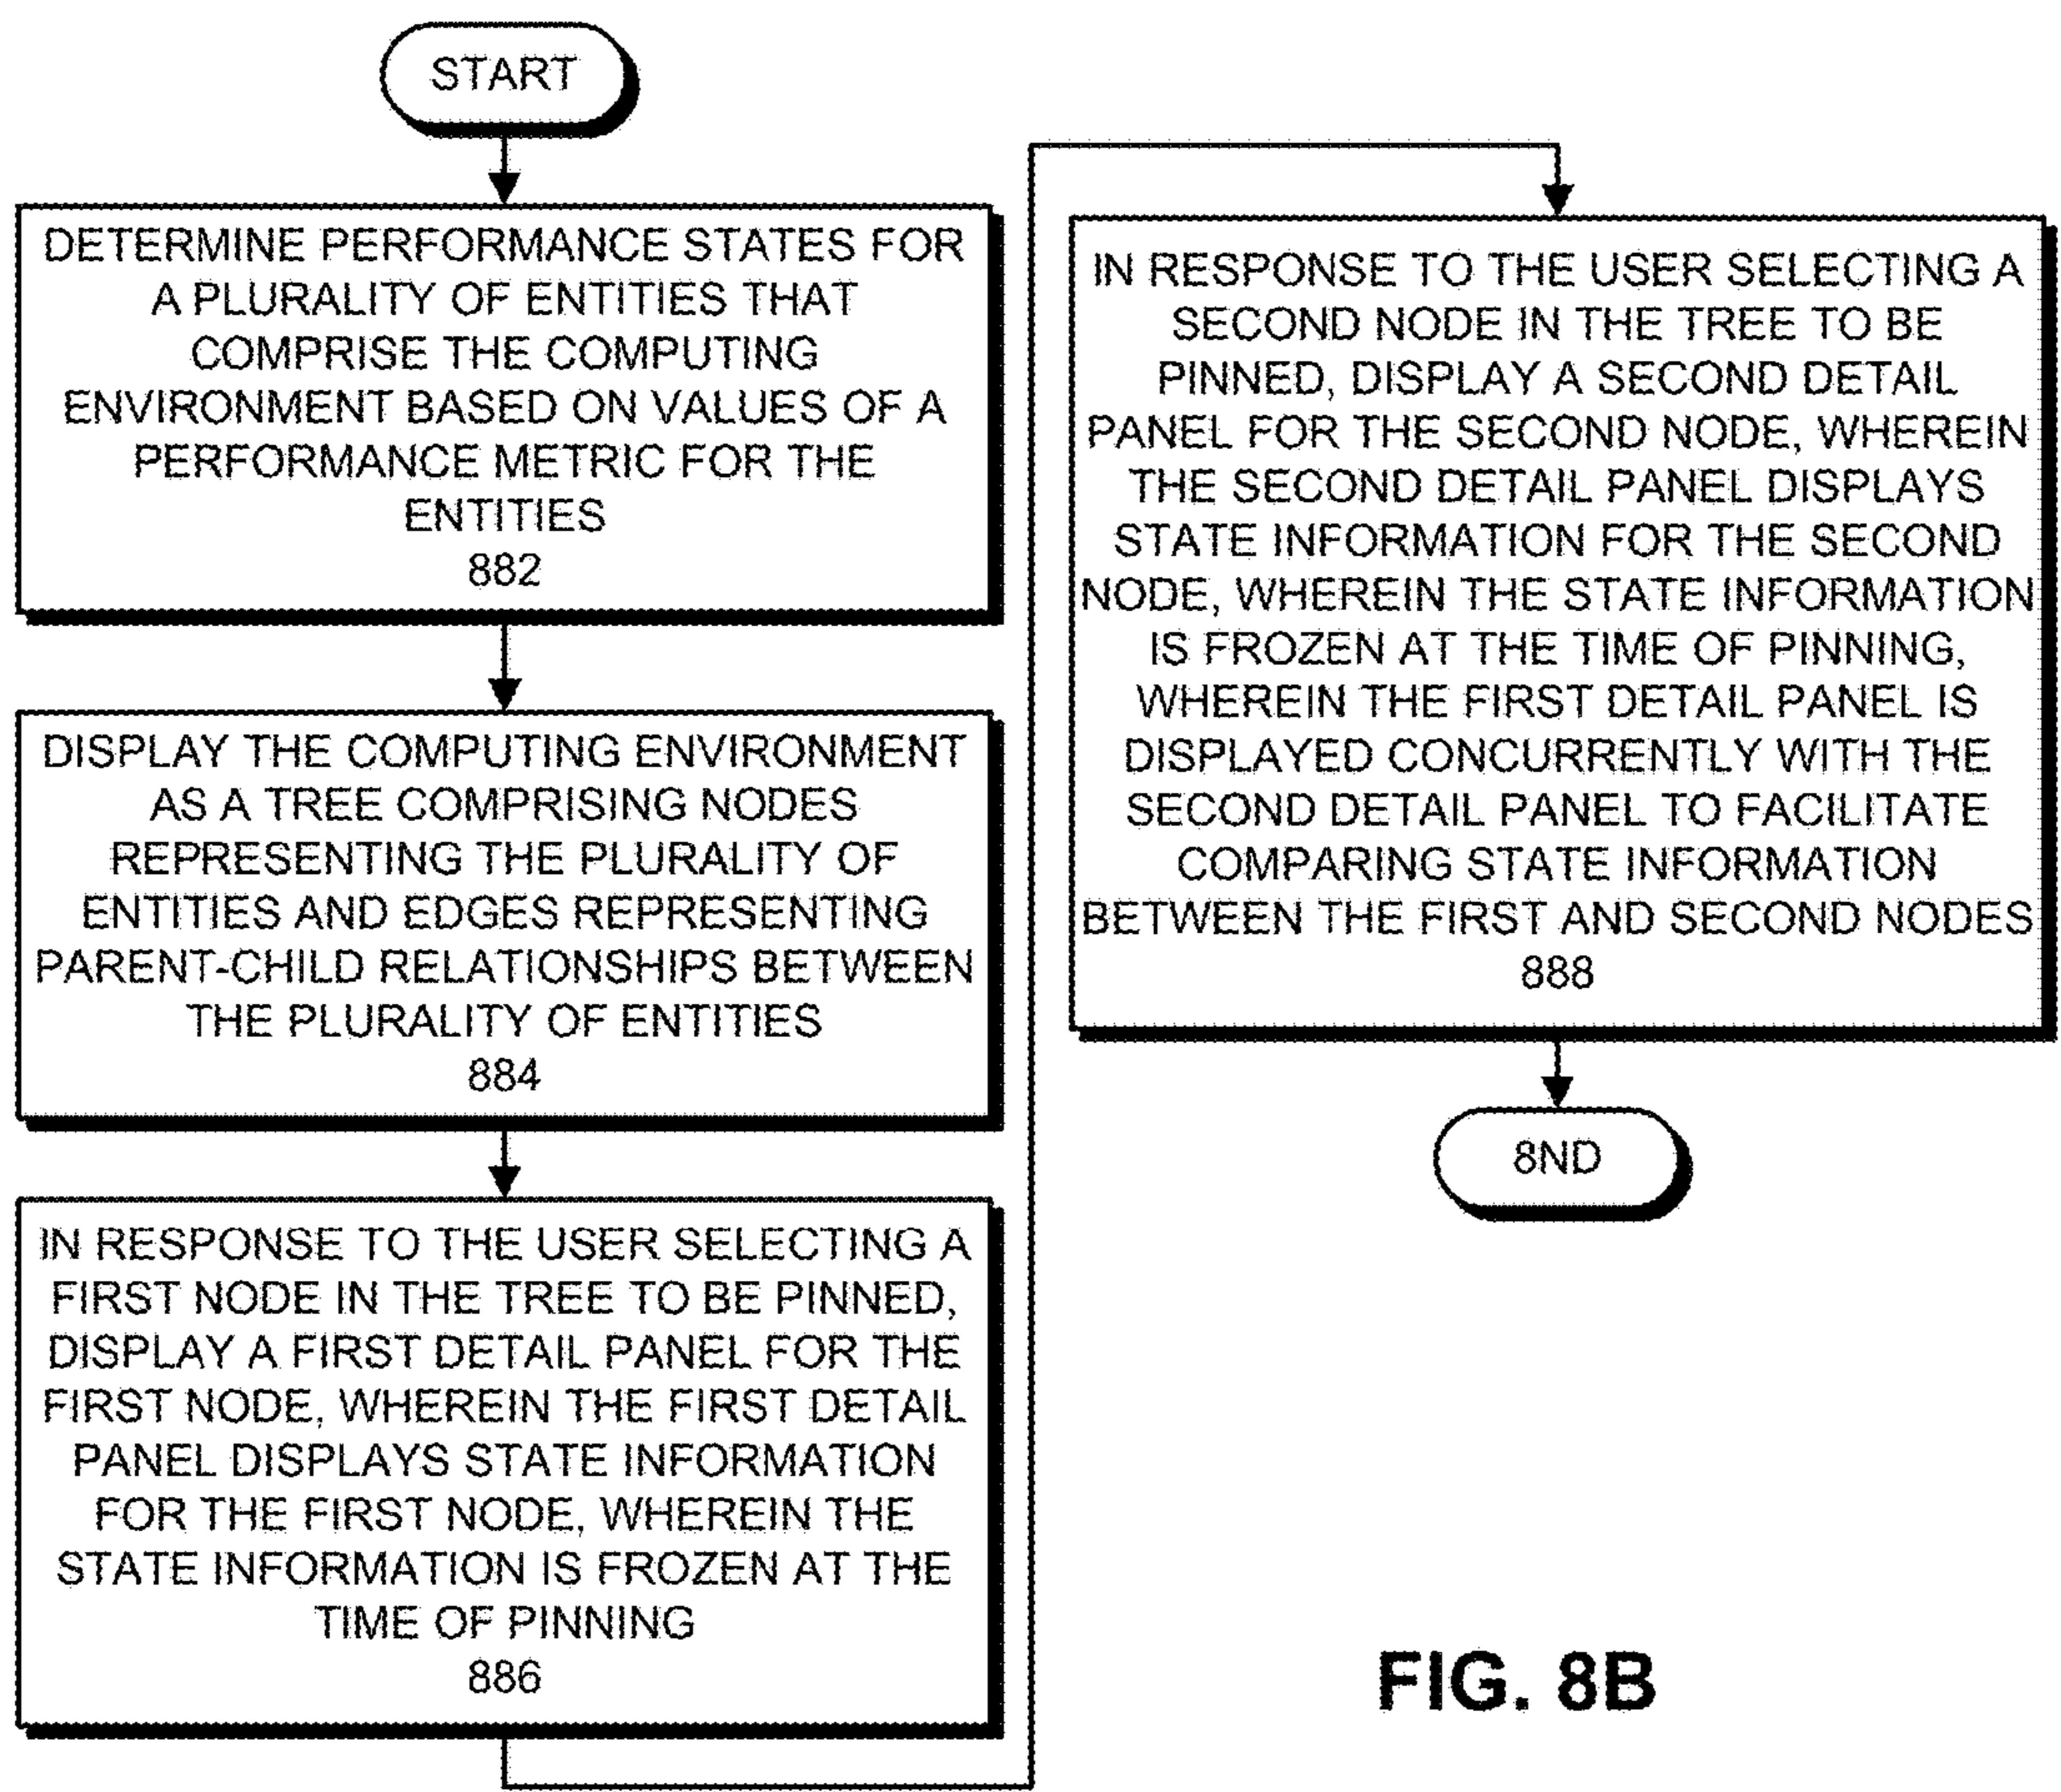 START
DETERMINE PERFORMANCE STATES FOR
A PLURALITY OF ENTITIES THAT
COMPRISE THE COMPUTING
ENVIRONMENT BASED ON VALUES OF A
PERFORMANCE METRIC FOR THE
ENTITIES
882
DISPLAY THE COMPUTING ENVIRONMENT
AS A TREE COMPRISING NODES
REPRESENTING THE PLURALITY OF
ENTITIES AND EDGES REPRESENTING
PARENT-CHILD RELATIONSHIPS BETWEEN
THE PLURALITY OF ENTITIES
884
IN RESPONSE TO THE USER SELECTING A
FIRST NODE IN THE TREE TO BE PINNED,
DISPLAY A FIRST DETAIL PANEL FOR THE
FIRST NODE, WHEREIN THE FIRST DETAIL
PANEL DISPLAYS STATE INFORMATION
FOR THE FIRST NODE, WHEREIN THE
STATE INFORMATION IS FROZEN AT THE
TIME OF PINNING
886
IN RESPONSE TO THE USER SELECTING A
SECOND NODE IN THE TREE TO BE
PINNED, DISPLAY A SECOND DETAIL
PANEL FOR THE SECOND NODE, WHEREIN
THE SECOND DETAIL PANEL DISPLAYS
STATE INFORMATION FOR THE SECOND
NODE, WHEREIN THE STATE INFORMATION
IS FROZEN AT THE TIME OF PINNING,
WHEREIN THE FIRST DETAIL PANEL IS
DISPLAYED CONCURRENTLY WITH THE
SECOND DETAIL PANEL TO FACILITATE
COMPARING STATE INFORMATION
BETWEEN THE FIRST AND SECOND NODES
888
8ND
FIG. 8B